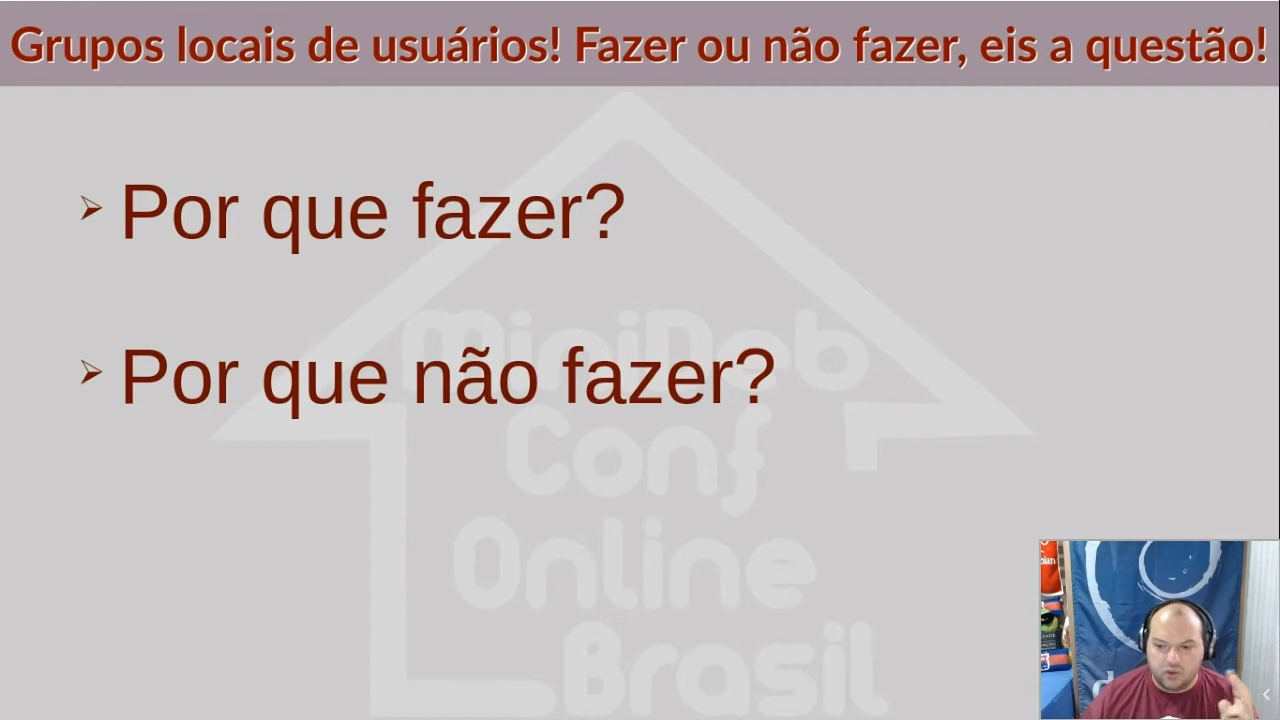 Grupos locais de usuários! Fazer ou não fazer, eis a questão!
➢ Por que fazer?
➢ Por que não fazer?
MiniDeb
Conf
Online
Brasil